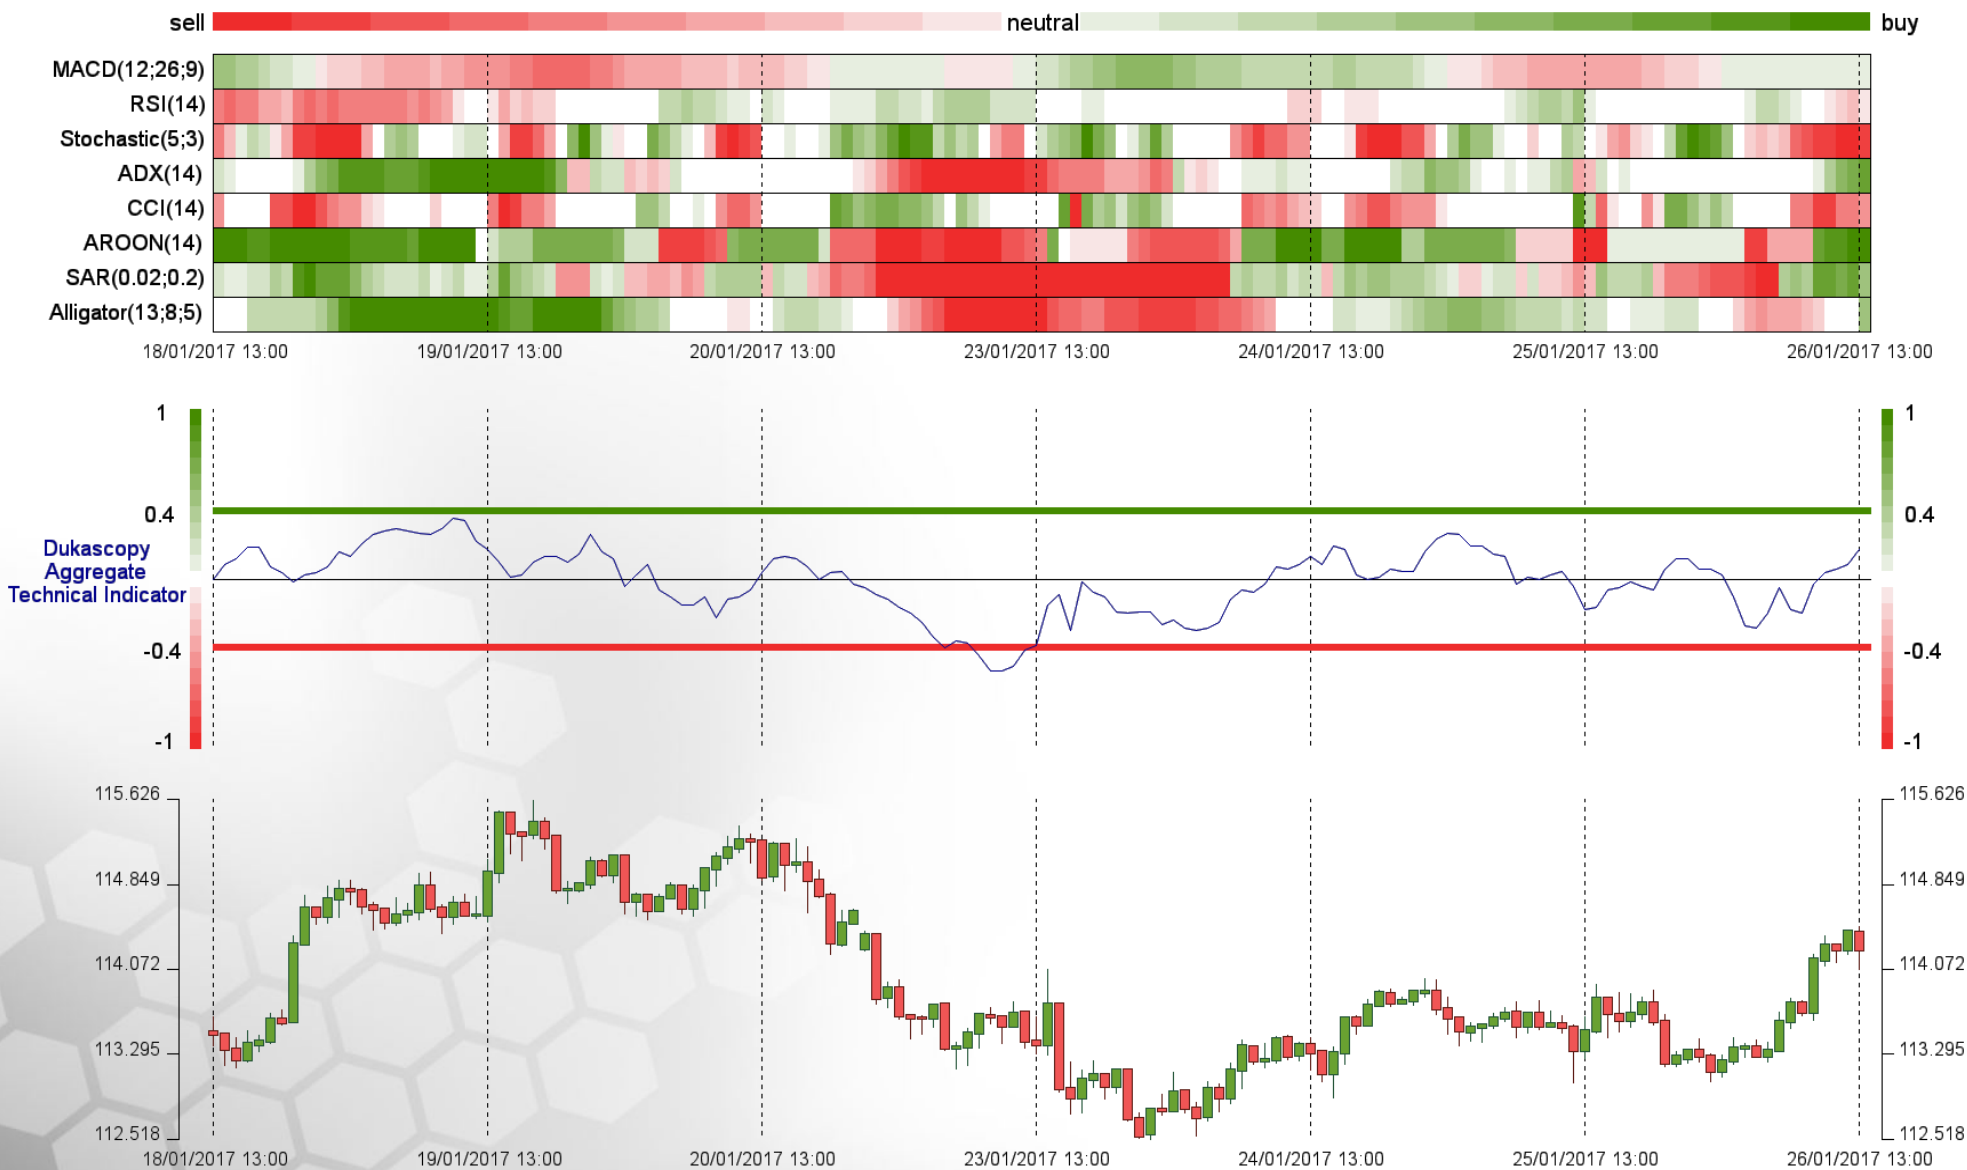 sell neutral buy
MACD(12;26;9)
RSI(14)
Stochastic(5;3)
ADX(14)
CCI(14)
AROON(14)
SAR(0.02;0.2)
Alligator(13;8;5)
18/01/2017 13:00 19/01/2017 13:00 20/01/2017 13:00 23/01/2017 13:00 24/01/2017 13:00 25/01/2017 13:00 26/01/2017 13:00
1 1
0.4 0.4
Dukascopy
Aggregate
Technical Indicator
-0.4 -0.4
-1 -1
115.626 115.626
114.849 114.849
114.072 114.072
113.295 113.295
112.518 112.518
18/01/2017 13:00 19/01/2017 13:00 20/01/2017 13:00 23/01/2017 13:00 24/01/2017 13:00 25/01/2017 13:00 26/01/2017 13:00